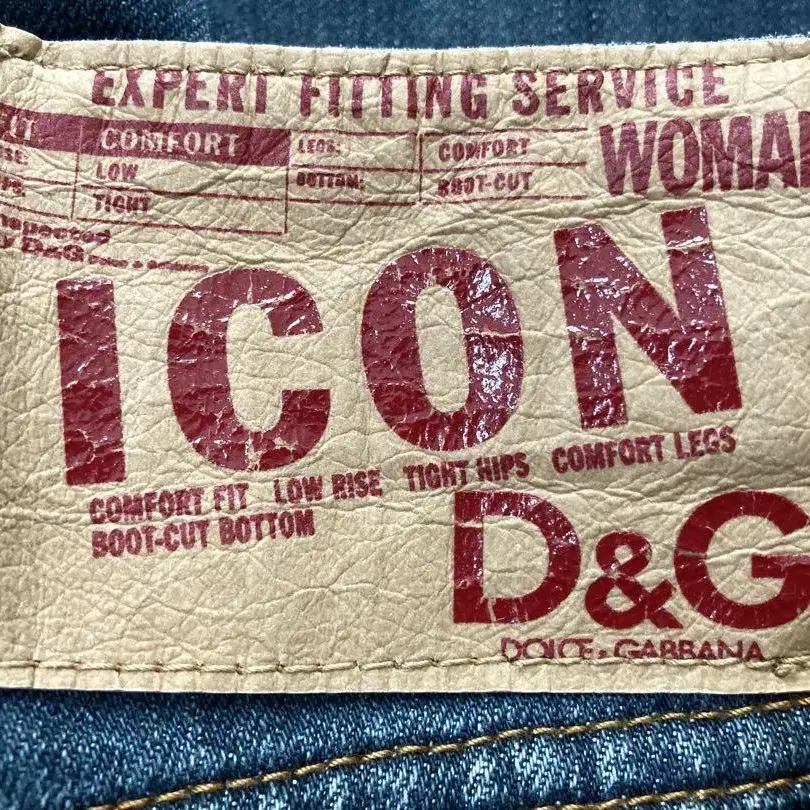 EXPERT FITTING SERVICE
COMFORT LEGS: COMFORT WOMAN
LOW BOTTOM: BOOT-CUT
TIGHT
D&G
ICON
COMFORT FIT LOW RISE TIGHT HIPS COMFORT LEGS
BOOT-CUT BOTTOM
D&G
DOLCE & GABBANA